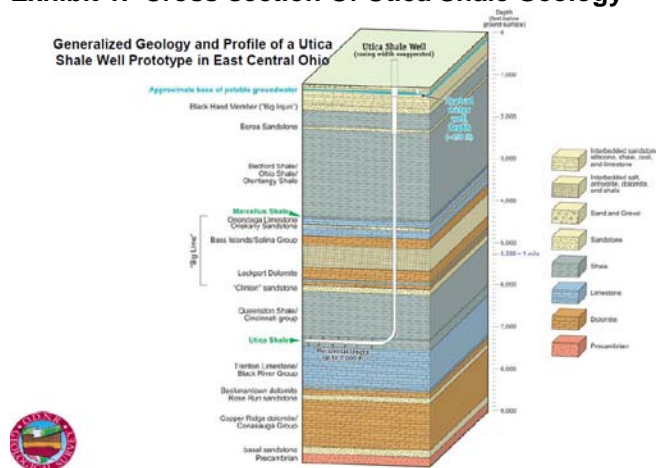 Exhibit 1: Cross-section Of Utica Shale Geology
Generalized Geology and Profile of a Utica
Shale Well Prototype in East Central Ohio
Utica Shale Well
(casing width exaggerated)
Depth
(feet below
ground surface)
0
1,000
2,000
3,000
4,000
5,000
5,280 = 1 mile
6,000
7,000
8,000
9,000
Approximate base of potable groundwater
Black Hand Member ("Big Injun")
Berea Sandstone
Bedford Shale/
Ohio Shale/
Olentangy Shale
Marcellus Shale
Onondaga Limestone
Oriskany Sandstone
Bass Islands/Salina Group
"Big Lime"
Lockport Dolomite
"Clinton" sandstone
Queenston Shale/
Cincinnati group
Utica Shale
Trenton Limestone/
Black River Group
Beekmantown dolomite
Rose Run sandstone
Copper Ridge dolomite/
Conasauga Group
basal sandstone
Precambrian
Typical
water
well
depths
Horizontal length
Interbedded sandstone,
siltstone, shale, coal,
and limestone
Interbedded salt,
anhydrite, dolomite,
and shale
Sand and Gravel
Sandstone
Shale
Limestone
Dolomite
Precambrian